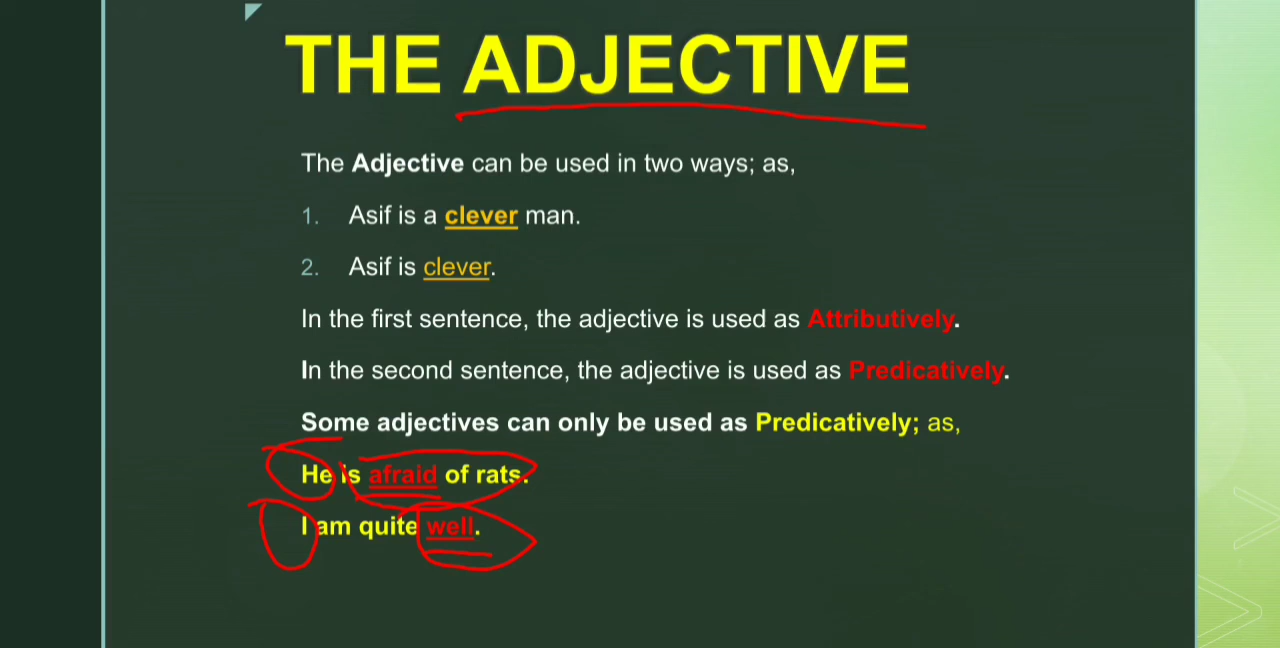 THE ADJECTIVE
The Adjective can be used in two ways; as,
1. Asif is a clever man.
2. Asif is clever.
In the first sentence, the adjective is used as Attributively.
In the second sentence, the adjective is used as Predicatively.
Some adjectives can only be used as Predicatively; as,
He is afraid of rats.
I am quite well.